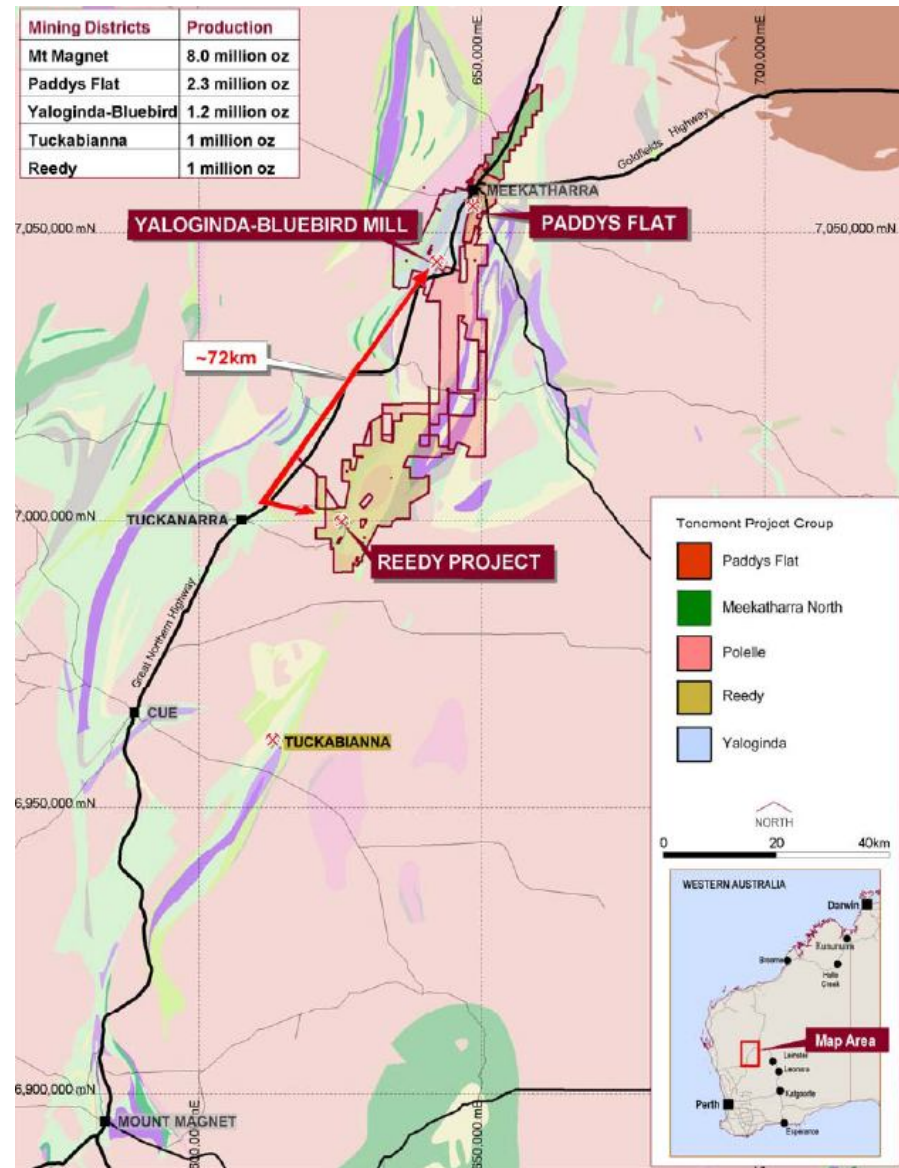 Mining Districts Production
Mt Magnet 8.0 million oz
Paddys Flat 2.3 million oz
Yaloginda-Bluebird 1.2 million oz
Tuckabianna 1 million oz
Reedy 1 million oz
650,000 mE
700,000 mE
Goldfields Highway
MEEKATHARRA
YALOGINDA-BLUEBIRD MILL
PADDYS FLAT
7,050,000 mN
7,050,000 mN
~72km
7,000,000 mN
TUCKANARRA
REEDY PROJECT
Great Northern Highway
CUE
TUCKABIANNA
6,950,000 mN
6,900,000 mN
MOUNT MAGNET
650,000 mE
Tenement Project Group
Paddys Flat
Meekatharra North
Polelle
Reedy
Yaloginda
NORTH
0 20 40km
WESTERN AUSTRALIA
Darwin
Kununurra
Broome
Halls
Creek
Map Area
Leinster
Leonora
Kalgoorlie
Perth
Esperance